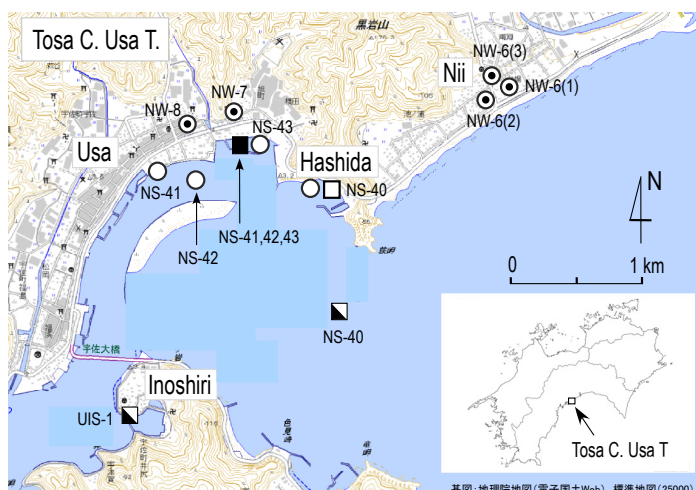 Tosa C. Usa T.
黒岩山
Nii
NW-6(3)
NW-6(1)
NW-6(2)
NW-7
NW-8
NS-43
Usa
Hashida
NS-40
NS-41
NS-41,42,43
NS-42
N
0 1 km
NS-40
宇佐大橋
Inoshiri
UIS-1
Tosa C. Usa T
基図:地理院地図(電子国土Web) 標準地図(25000)